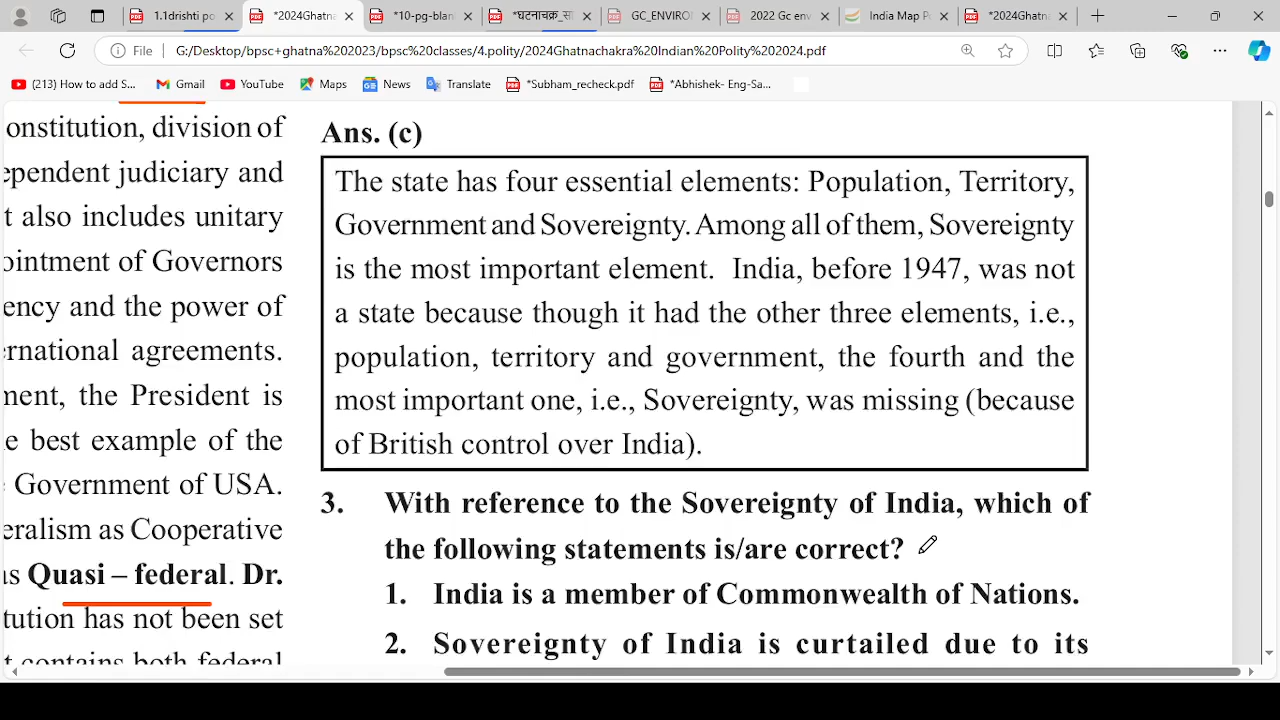 1.1drishti po
*2024Ghatna
*10-pg-blan
*घटनाचक्र_सा
GC_ENVIRO
2022 Gc env
India Map P
*2024Ghatna
File
G:/Desktop/bpsc+ghatna%202023/bpsc%20classes/4.polity/2024Ghatnachakra%20Indian%20Polity%202024.pdf
(213) How to add S...
Gmail
YouTube
Maps
News
Translate
*Subham_recheck.pdf
*Abhishek- Eng-Sa...
onstitution, division of
ependent judiciary and
t also includes unitary
ointment of Governors
ency and the power of
ernational agreements.
ment, the President is
e best example of the
Government of USA.
eralism as Cooperative
as Quasi – federal. Dr.
tution has not been set
t contains both federal
Ans. (c)
The state has four essential elements: Population, Territory,
Government and Sovereignty. Among all of them, Sovereignty
is the most important element. India, before 1947, was not
a state because though it had the other three elements, i.e.,
population, territory and government, the fourth and the
most important one, i.e., Sovereignty, was missing (because
of British control over India).
3. With reference to the Sovereignty of India, which of
the following statements is/are correct?
1. India is a member of Commonwealth of Nations.
2. Sovereignty of India is curtailed due to its